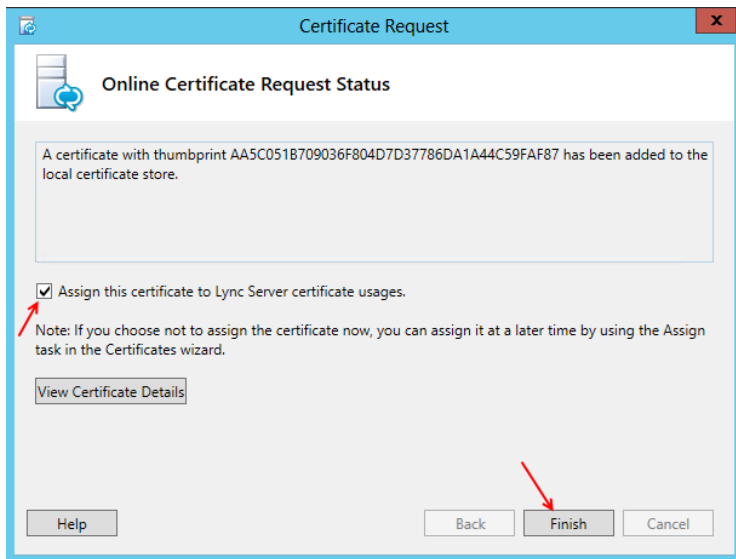 Certificate Request
x
Online Certificate Request Status
A certificate with thumbprint AA5C051B709036F804D7D37786DA1A44C59FAF87 has been added to the
local certificate store.
Assign this certificate to Lync Server certificate usages.
Note: If you choose not to assign the certificate now, you can assign it at a later time by using the Assign
task in the Certificates wizard.
View Certificate Details
Help Back Finish Cancel